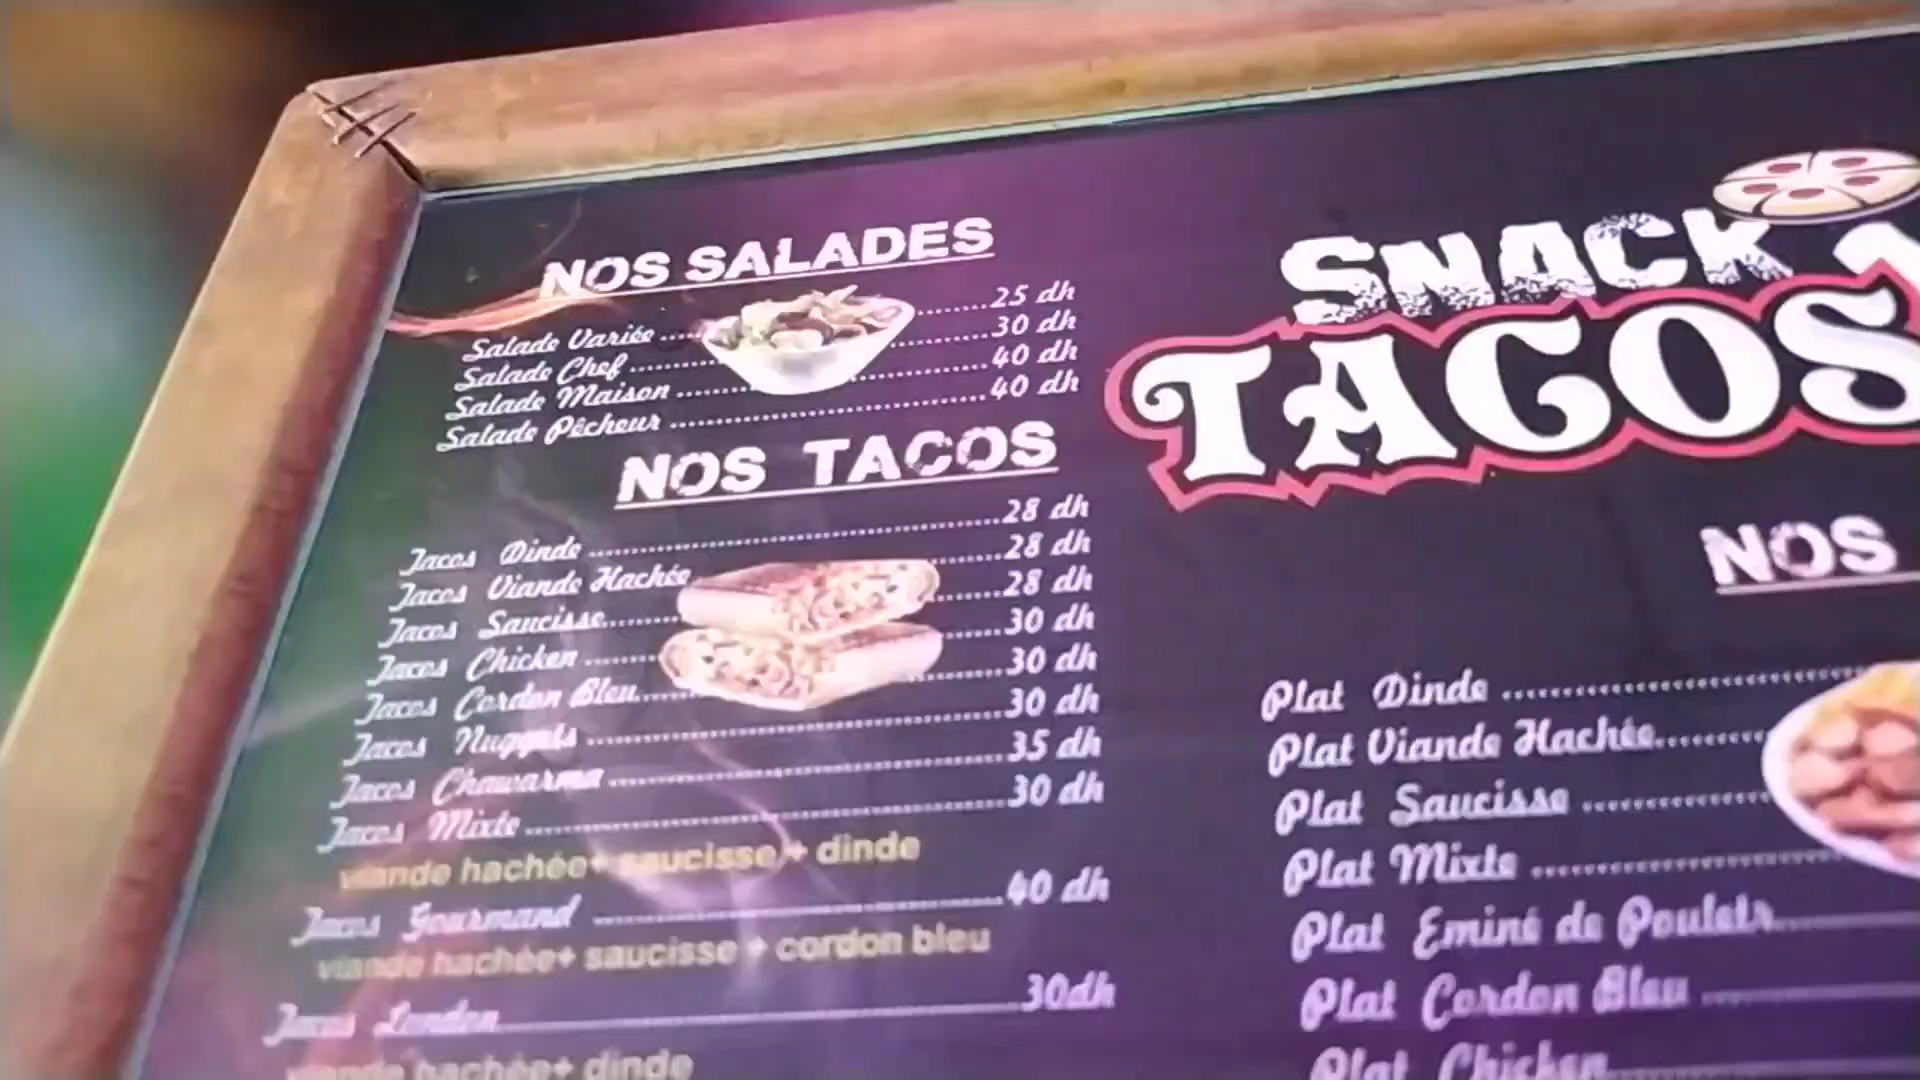 NOS SALADES
Salade Variée 25 dh
Salade Chef 30 dh
Salade Maison 40 dh
Salade Pêcheur 40 dh
NOS TACOS
Tacos Dinde 28 dh
Tacos Viande Hachée 28 dh
Tacos Saucisse 28 dh
Tacos Chicken 30 dh
Tacos Cordon Bleu 30 dh
Tacos Nuggets 30 dh
Tacos Chawarma 35 dh
Tacos Mixte 30 dh
viande hachée+ saucisse + dinde
Tacos Gourmand 40 dh
viande hachée+ saucisse + cordon bleu
Tacos London 30dh
viande hachée+ dinde
SNACK
TACOS
NOS
Plat Dinde
Plat Viande Hachée
Plat Saucisse
Plat Mixte
Plat Eminé de Poulets
Plat Cordon Bleu
Plat Chicken